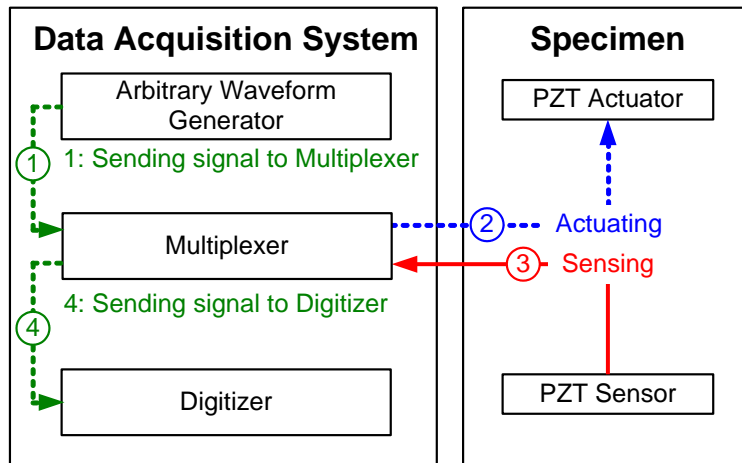 Data Acquisition System
Arbitrary Waveform
Generator
1
1: Sending signal to Multiplexer
Multiplexer
4
4: Sending signal to Digitizer
Digitizer
2
3
Specimen
PZT Actuator
Actuating
Sensing
PZT Sensor